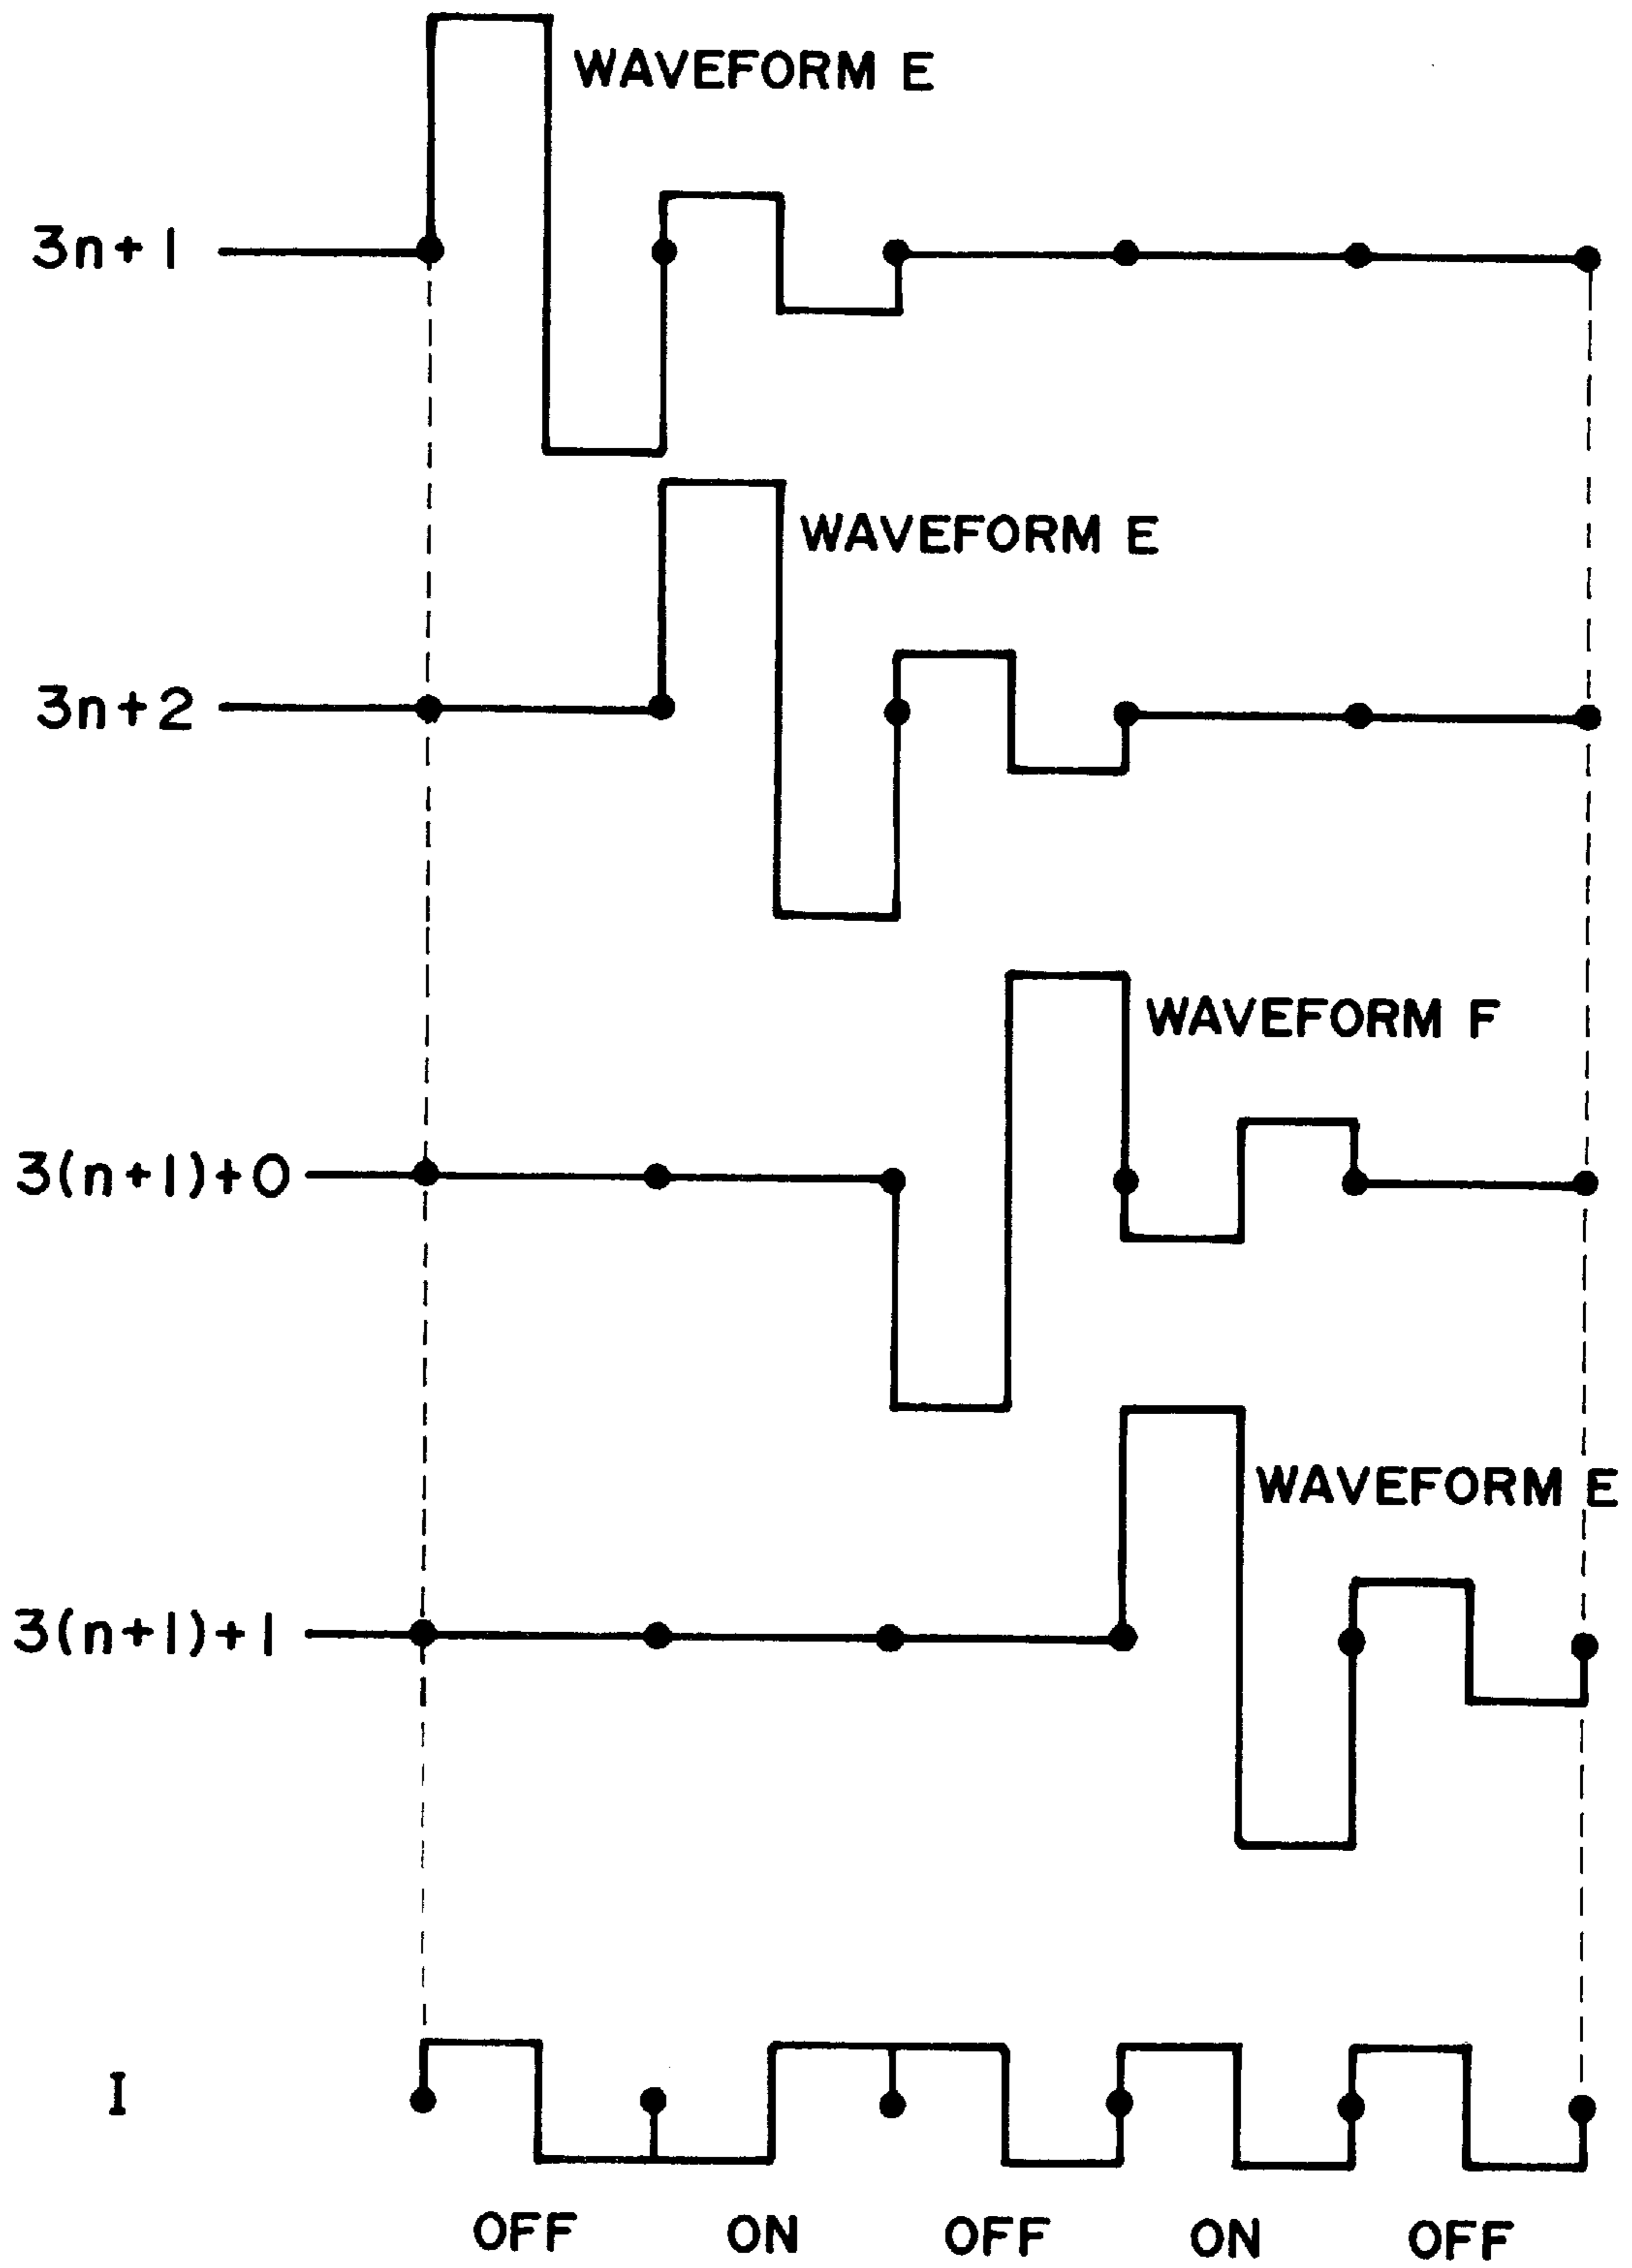 WAVEFORM E
3n+1
WAVEFORM E
3n+2
WAVEFORM F
3(n+1)+0
WAVEFORM E
3(n+1)+1
I
OFF ON OFF ON OFF